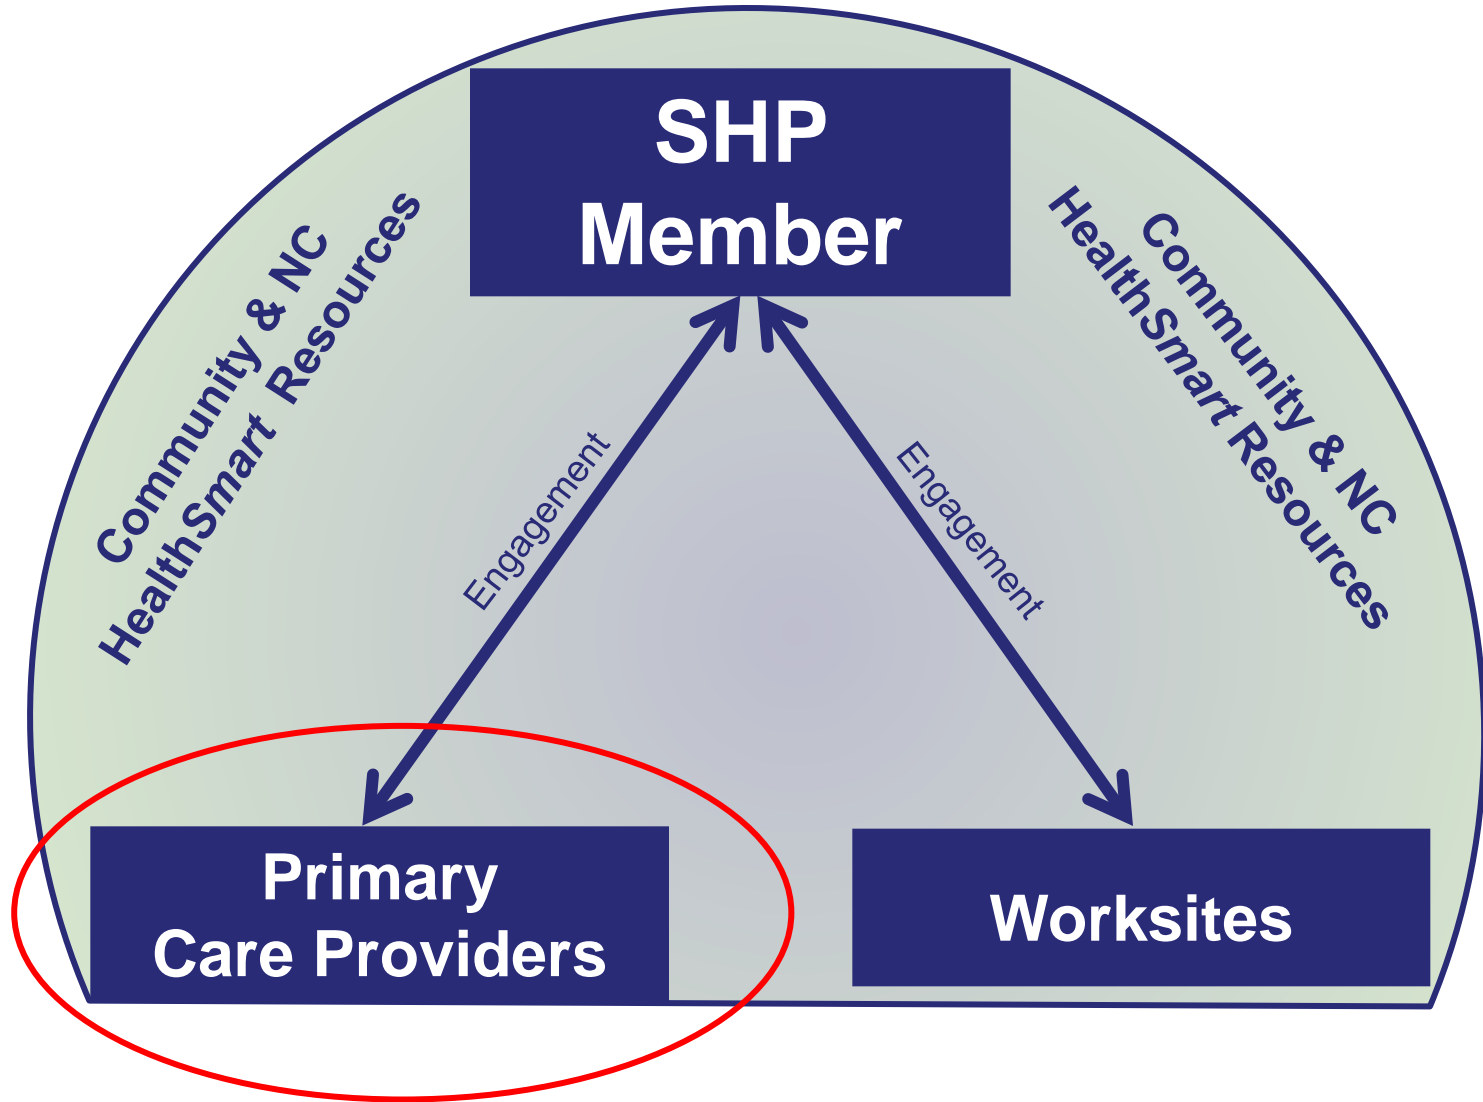 SHP
Member
Community & NC
HealthSmart Resources
Community & NC
HealthSmart Resources
Engagement
Engagement
Primary
Care Providers
Worksites